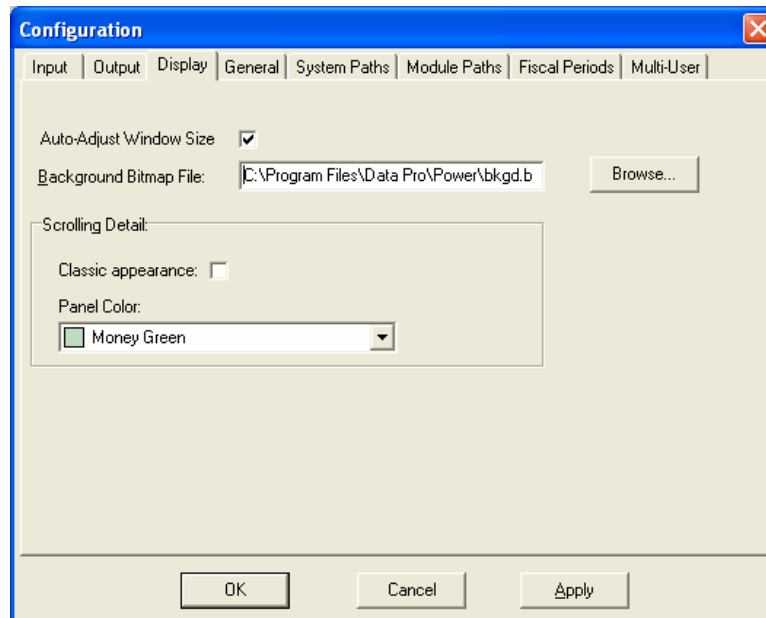 Configuration
Input Output Display General System Paths Module Paths Fiscal Periods Multi-User
Auto-Adjust Window Size
Background Bitmap File: C:\Program Files\Data Pro\Power\bkgd.b Browse...
Scrolling Detail:
Classic appearance:
Panel Color:
Money Green
OK Cancel Apply